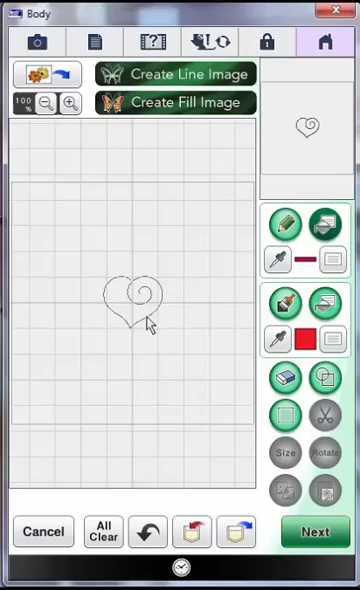 Body
?
Create Line Image
100
%
Create Fill Image
Size
Rotate
Cancel
All
Clear
Next